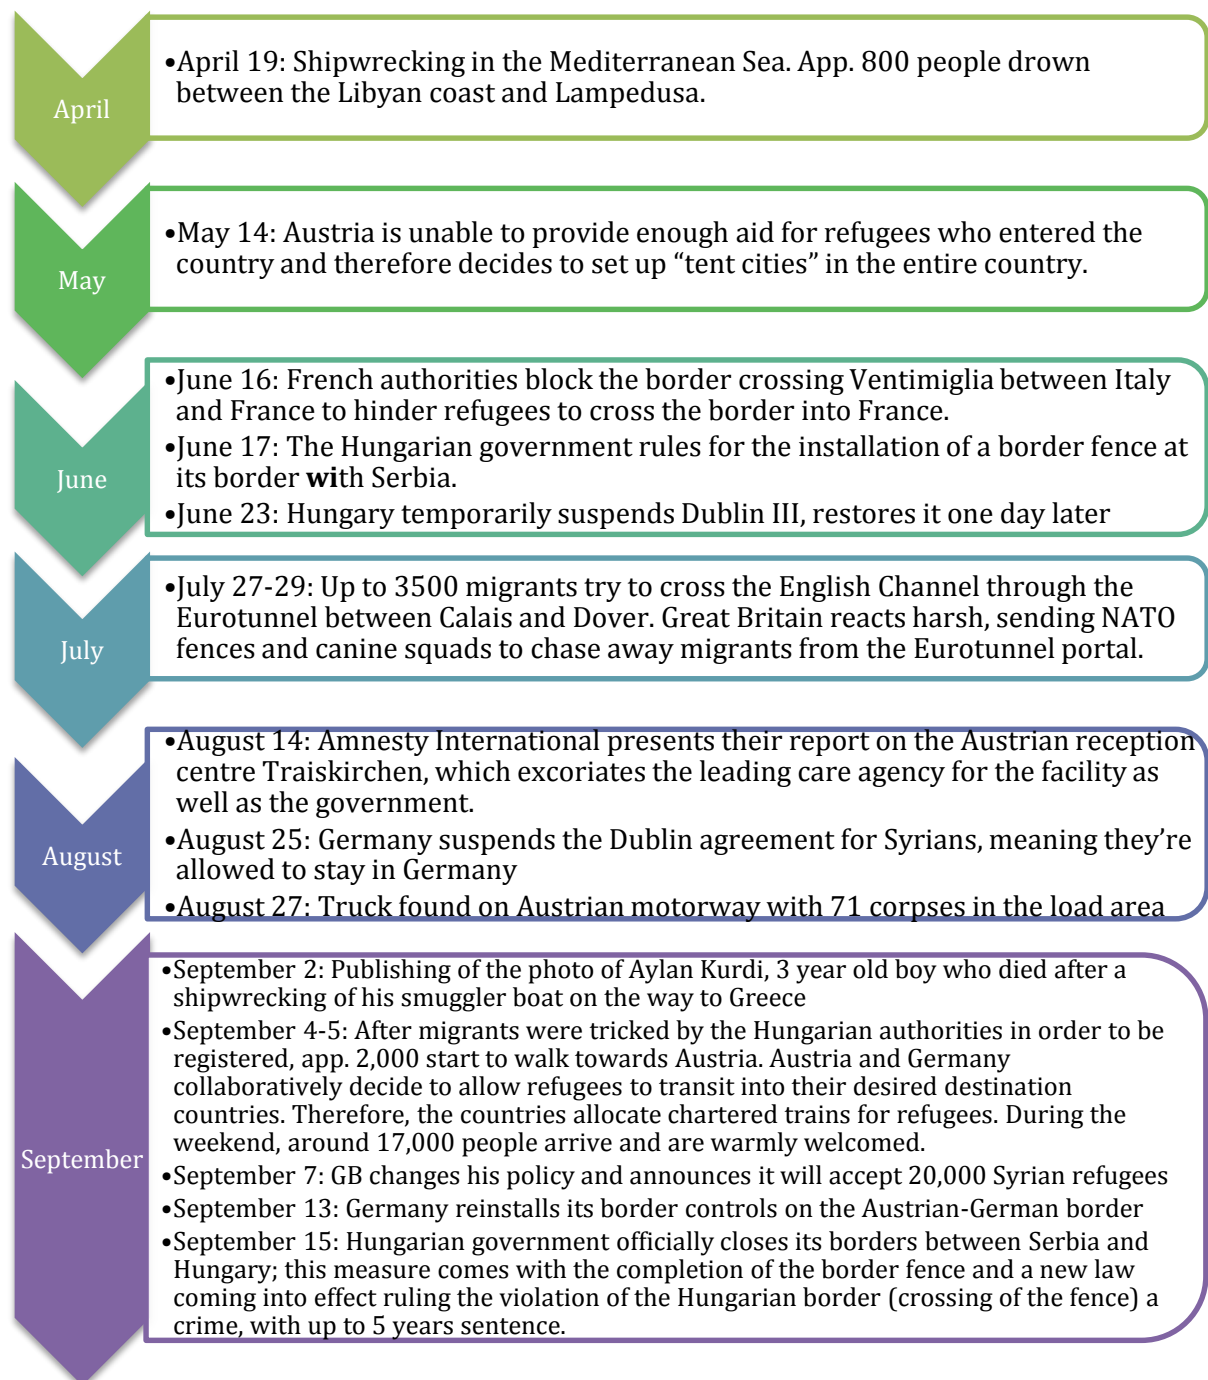 April
•April 19: Shipwrecking in the Mediterranean Sea. App. 800 people drown
between the Libyan coast and Lampedusa.
May
•May 14: Austria is unable to provide enough aid for refugees who entered the
country and therefore decides to set up “tent cities” in the entire country.
June
•June 16: French authorities block the border crossing Ventimiglia between Italy
and France to hinder refugees to cross the border into France.
•June 17: The Hungarian government rules for the installation of a border fence at
its border with Serbia.
•June 23: Hungary temporarily suspends Dublin III, restores it one day later
July
•July 27-29: Up to 3500 migrants try to cross the English Channel through the
Eurotunnel between Calais and Dover. Great Britain reacts harsh, sending NATO
fences and canine squads to chase away migrants from the Eurotunnel portal.
August
•August 14: Amnesty International presents their report on the Austrian reception
centre Traiskirchen, which excoriates the leading care agency for the facility as
well as the government.
•August 25: Germany suspends the Dublin agreement for Syrians, meaning they’re
allowed to stay in Germany
•August 27: Truck found on Austrian motorway with 71 corpses in the load area
September
•September 2: Publishing of the photo of Aylan Kurdi, 3 year old boy who died after a
shipwrecking of his smuggler boat on the way to Greece
•September 4-5: After migrants were tricked by the Hungarian authorities in order to be
registered, app. 2,000 start to walk towards Austria. Austria and Germany
collaboratively decide to allow refugees to transit into their desired destination
countries. Therefore, the countries allocate chartered trains for refugees. During the
weekend, around 17,000 people arrive and are warmly welcomed.
•September 7: GB changes his policy and announces it will accept 20,000 Syrian refugees
•September 13: Germany reinstalls its border controls on the Austrian-German border
•September 15: Hungarian government officially closes its borders between Serbia and
Hungary; this measure comes with the completion of the border fence and a new law
coming into effect ruling the violation of the Hungarian border (crossing of the fence) a
crime, with up to 5 years sentence.